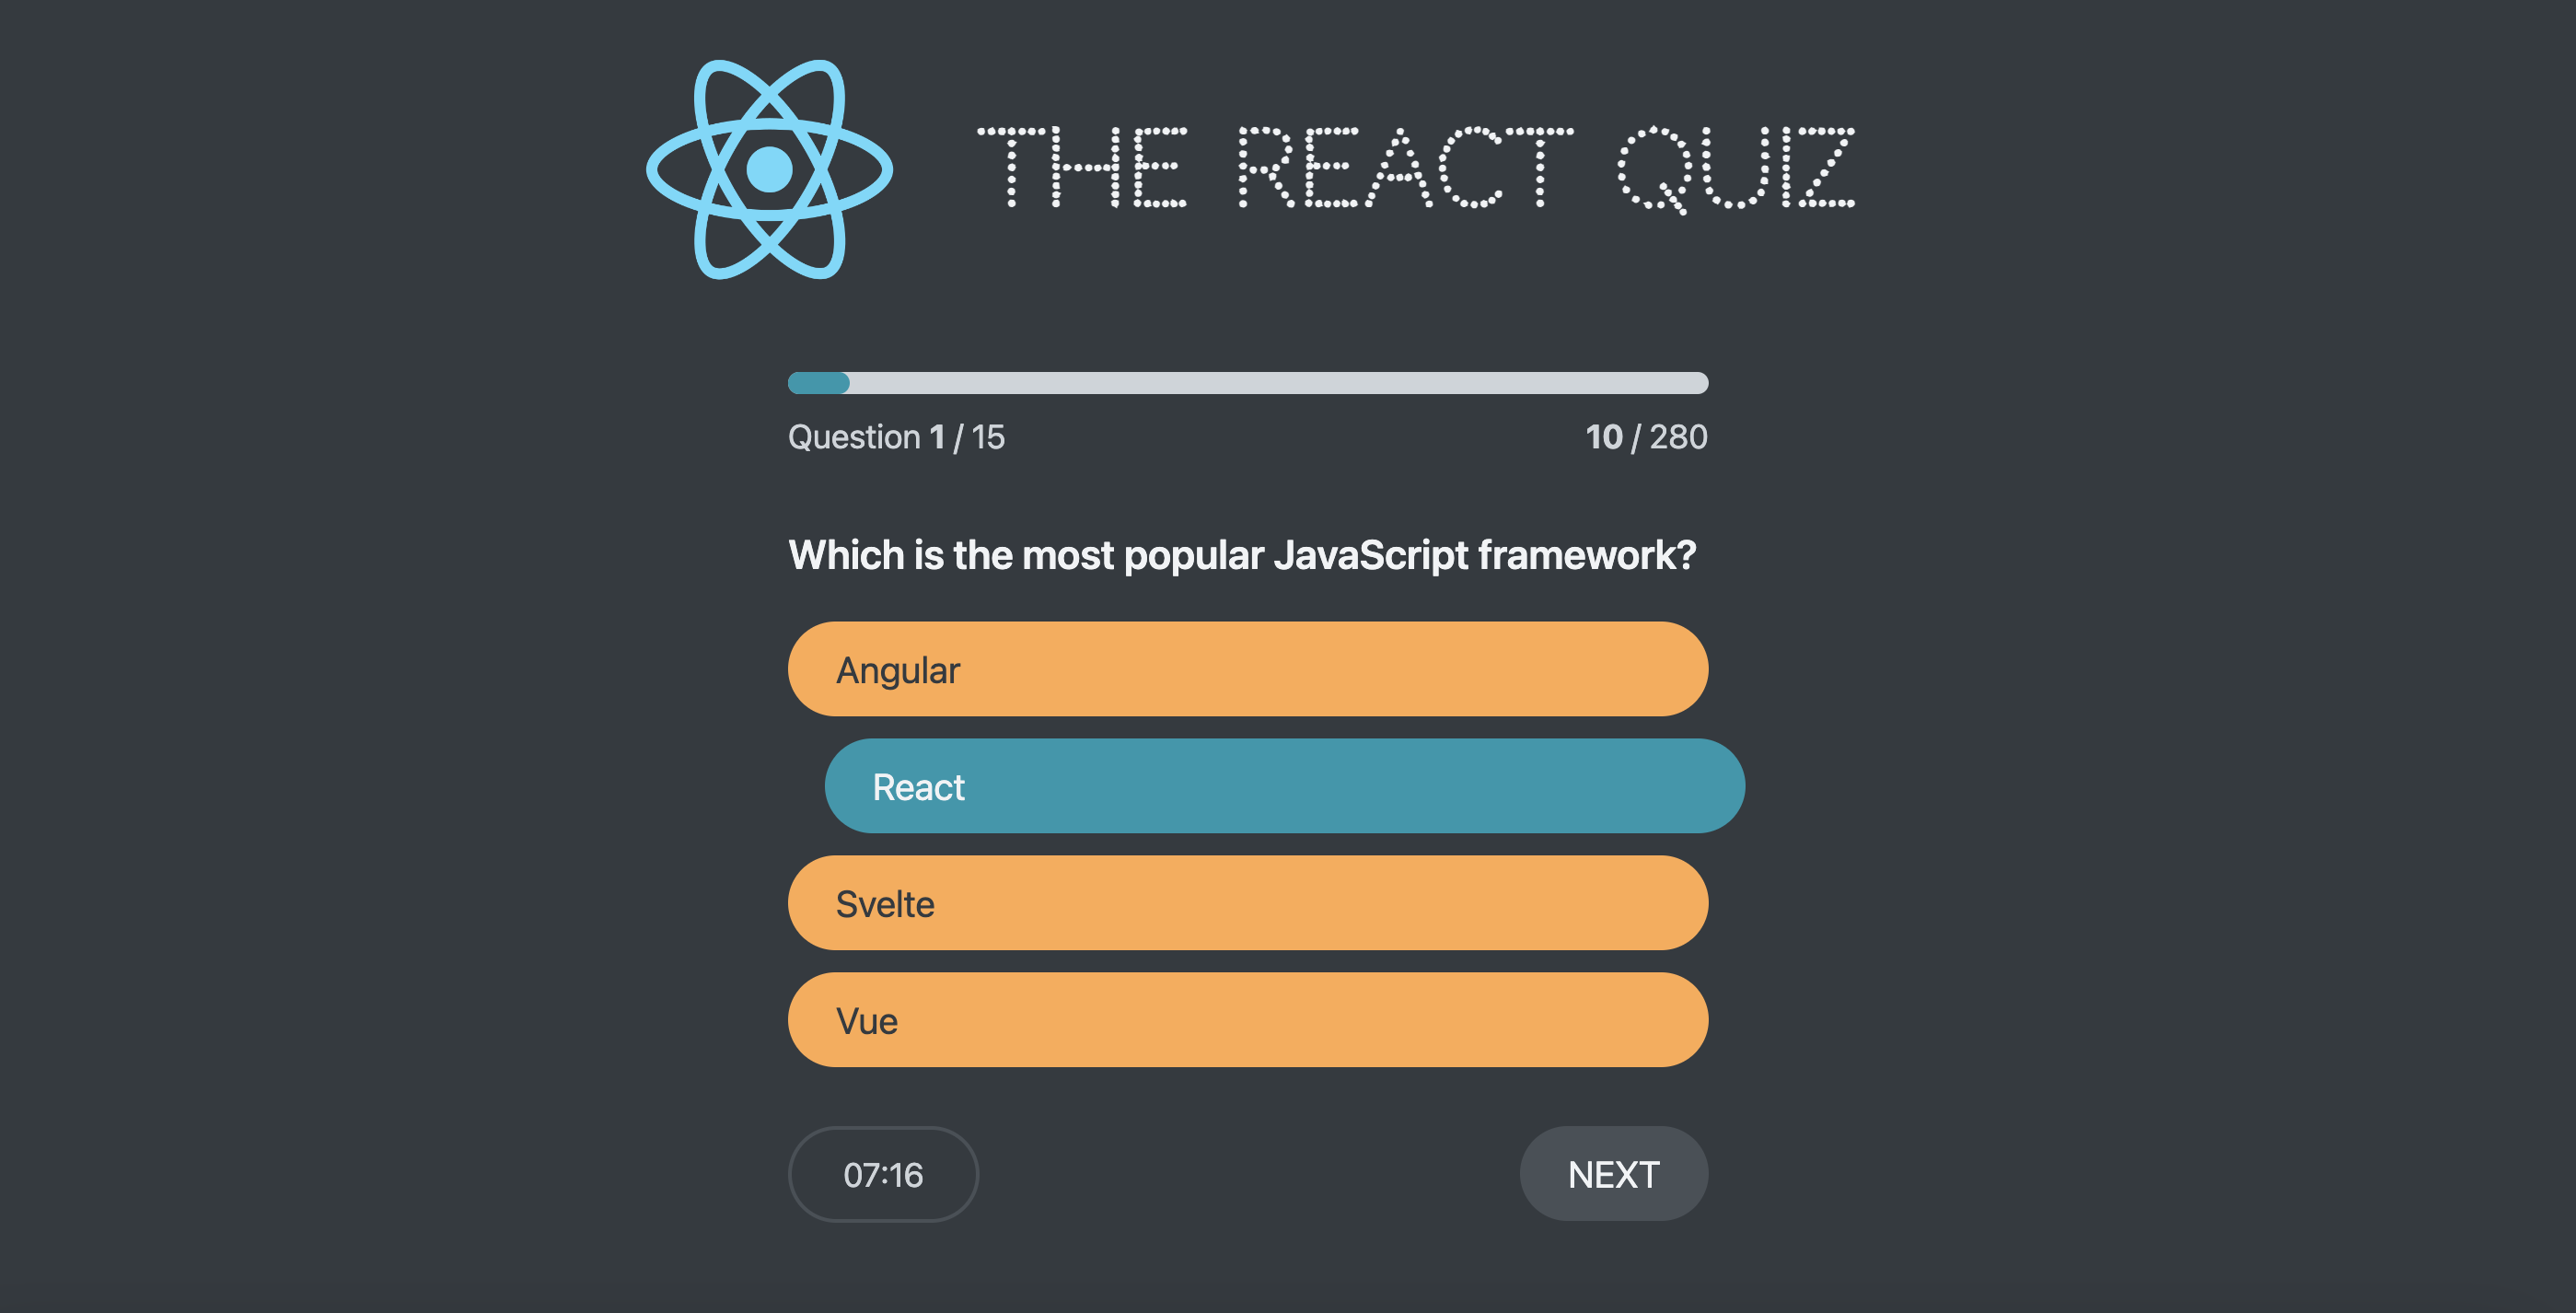 THE REACT QUIZ
Question 1 / 15
10 / 280
Which is the most popular JavaScript framework?
Angular
React
Svelte
Vue
07:16
NEXT